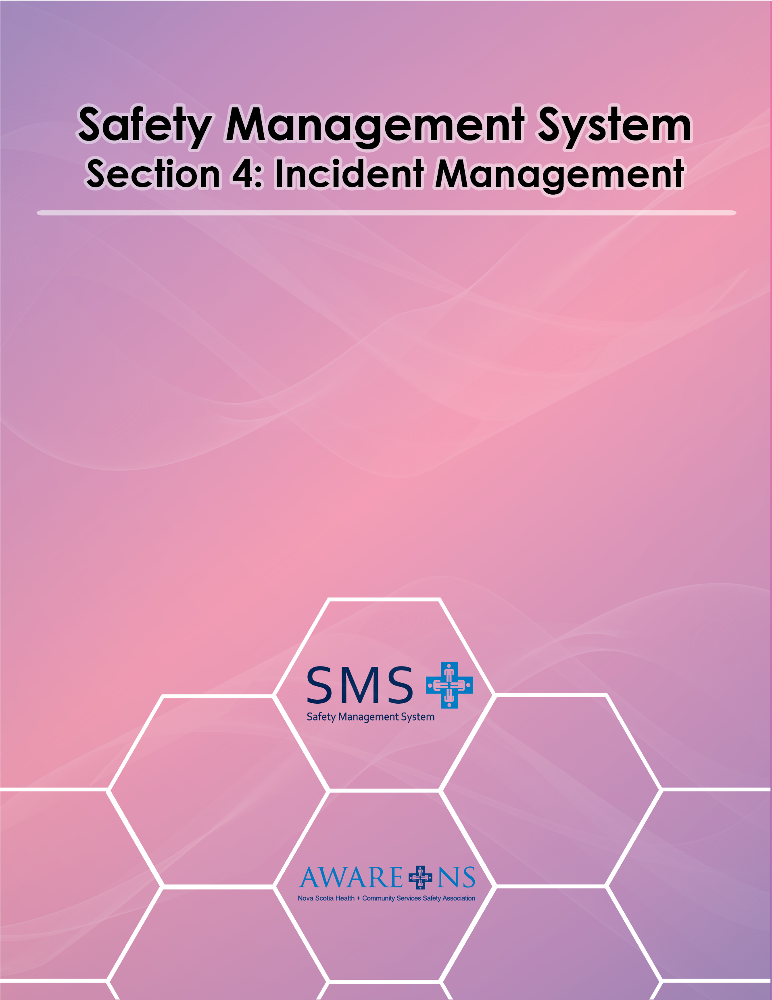 Safety Management System
Section 4: Incident Management
SMS
Safety Management System
AWARE NS
Nova Scotia Health + Community Services Safety Association